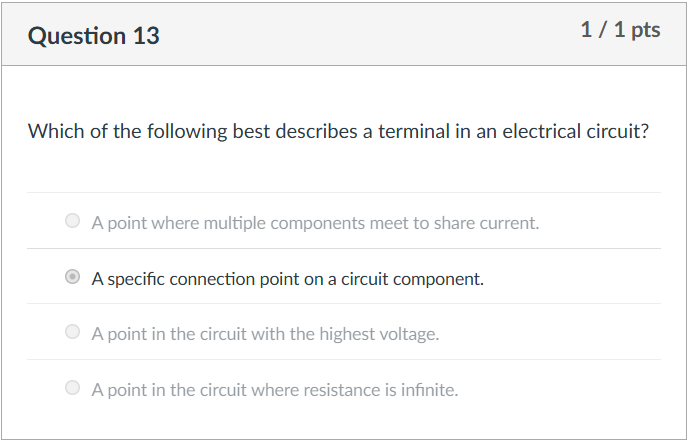 Question 13
1 / 1 pts
Which of the following best describes a terminal in an electrical circuit?
A point where multiple components meet to share current.
A specific connection point on a circuit component.
A point in the circuit with the highest voltage.
A point in the circuit where resistance is infinite.